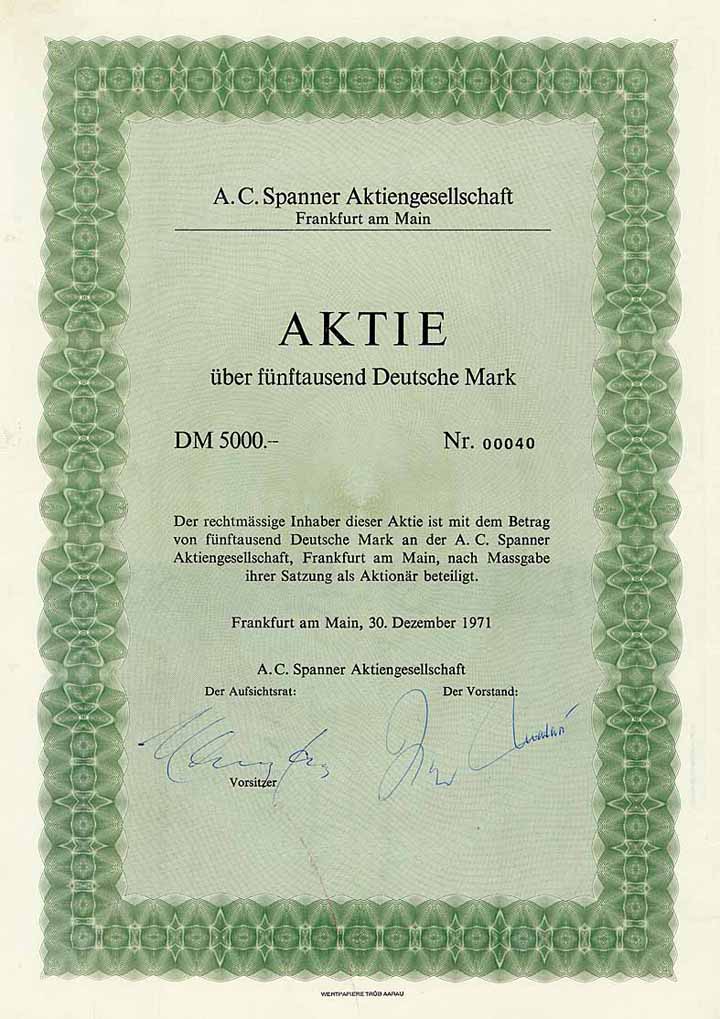 A.C. Spanner Aktiengesellschaft
Frankfurt am Main
AKTIE
über fünftausend Deutsche Mark
DM 5000.–
Nr. 00040
Der rechtmässige Inhaber dieser Aktie ist mit dem Betrag
von fünftausend Deutsche Mark an der A. C. Spanner
Aktiengesellschaft, Frankfurt am Main, nach Massgabe
ihrer Satzung als Aktionär beteiligt.
Frankfurt am Main, 30. Dezember 1971
A.C. Spanner Aktiengesellschaft
Der Aufsichtsrat:
Der Vorstand:
Vorsitzer
WERTPAPIERE TRÜB AARAU